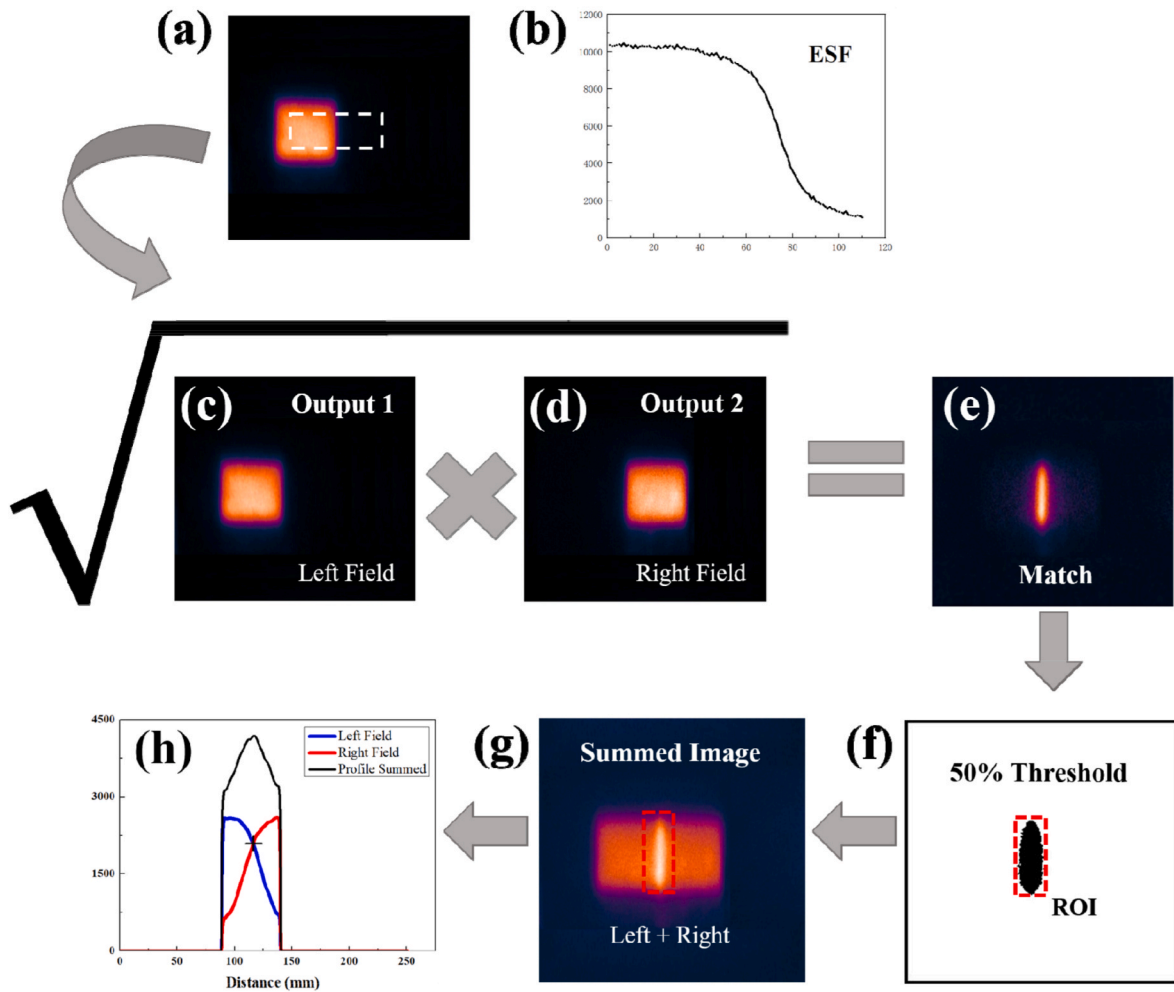 (a)
(b)
ESF
12000
10000
8000
6000
4000
2000
0
0 20 40 60 80 100 120
(c)
Output 1
Left Field
(d)
Output 2
Right Field
(e)
Match
(f)
50% Threshold
ROI
(g)
Summed Image
Left + Right
(h)
Left Field
Right Field
Profile Summed
4500
3000
1500
0
0 50 100 150 200 250
Distance (mm)